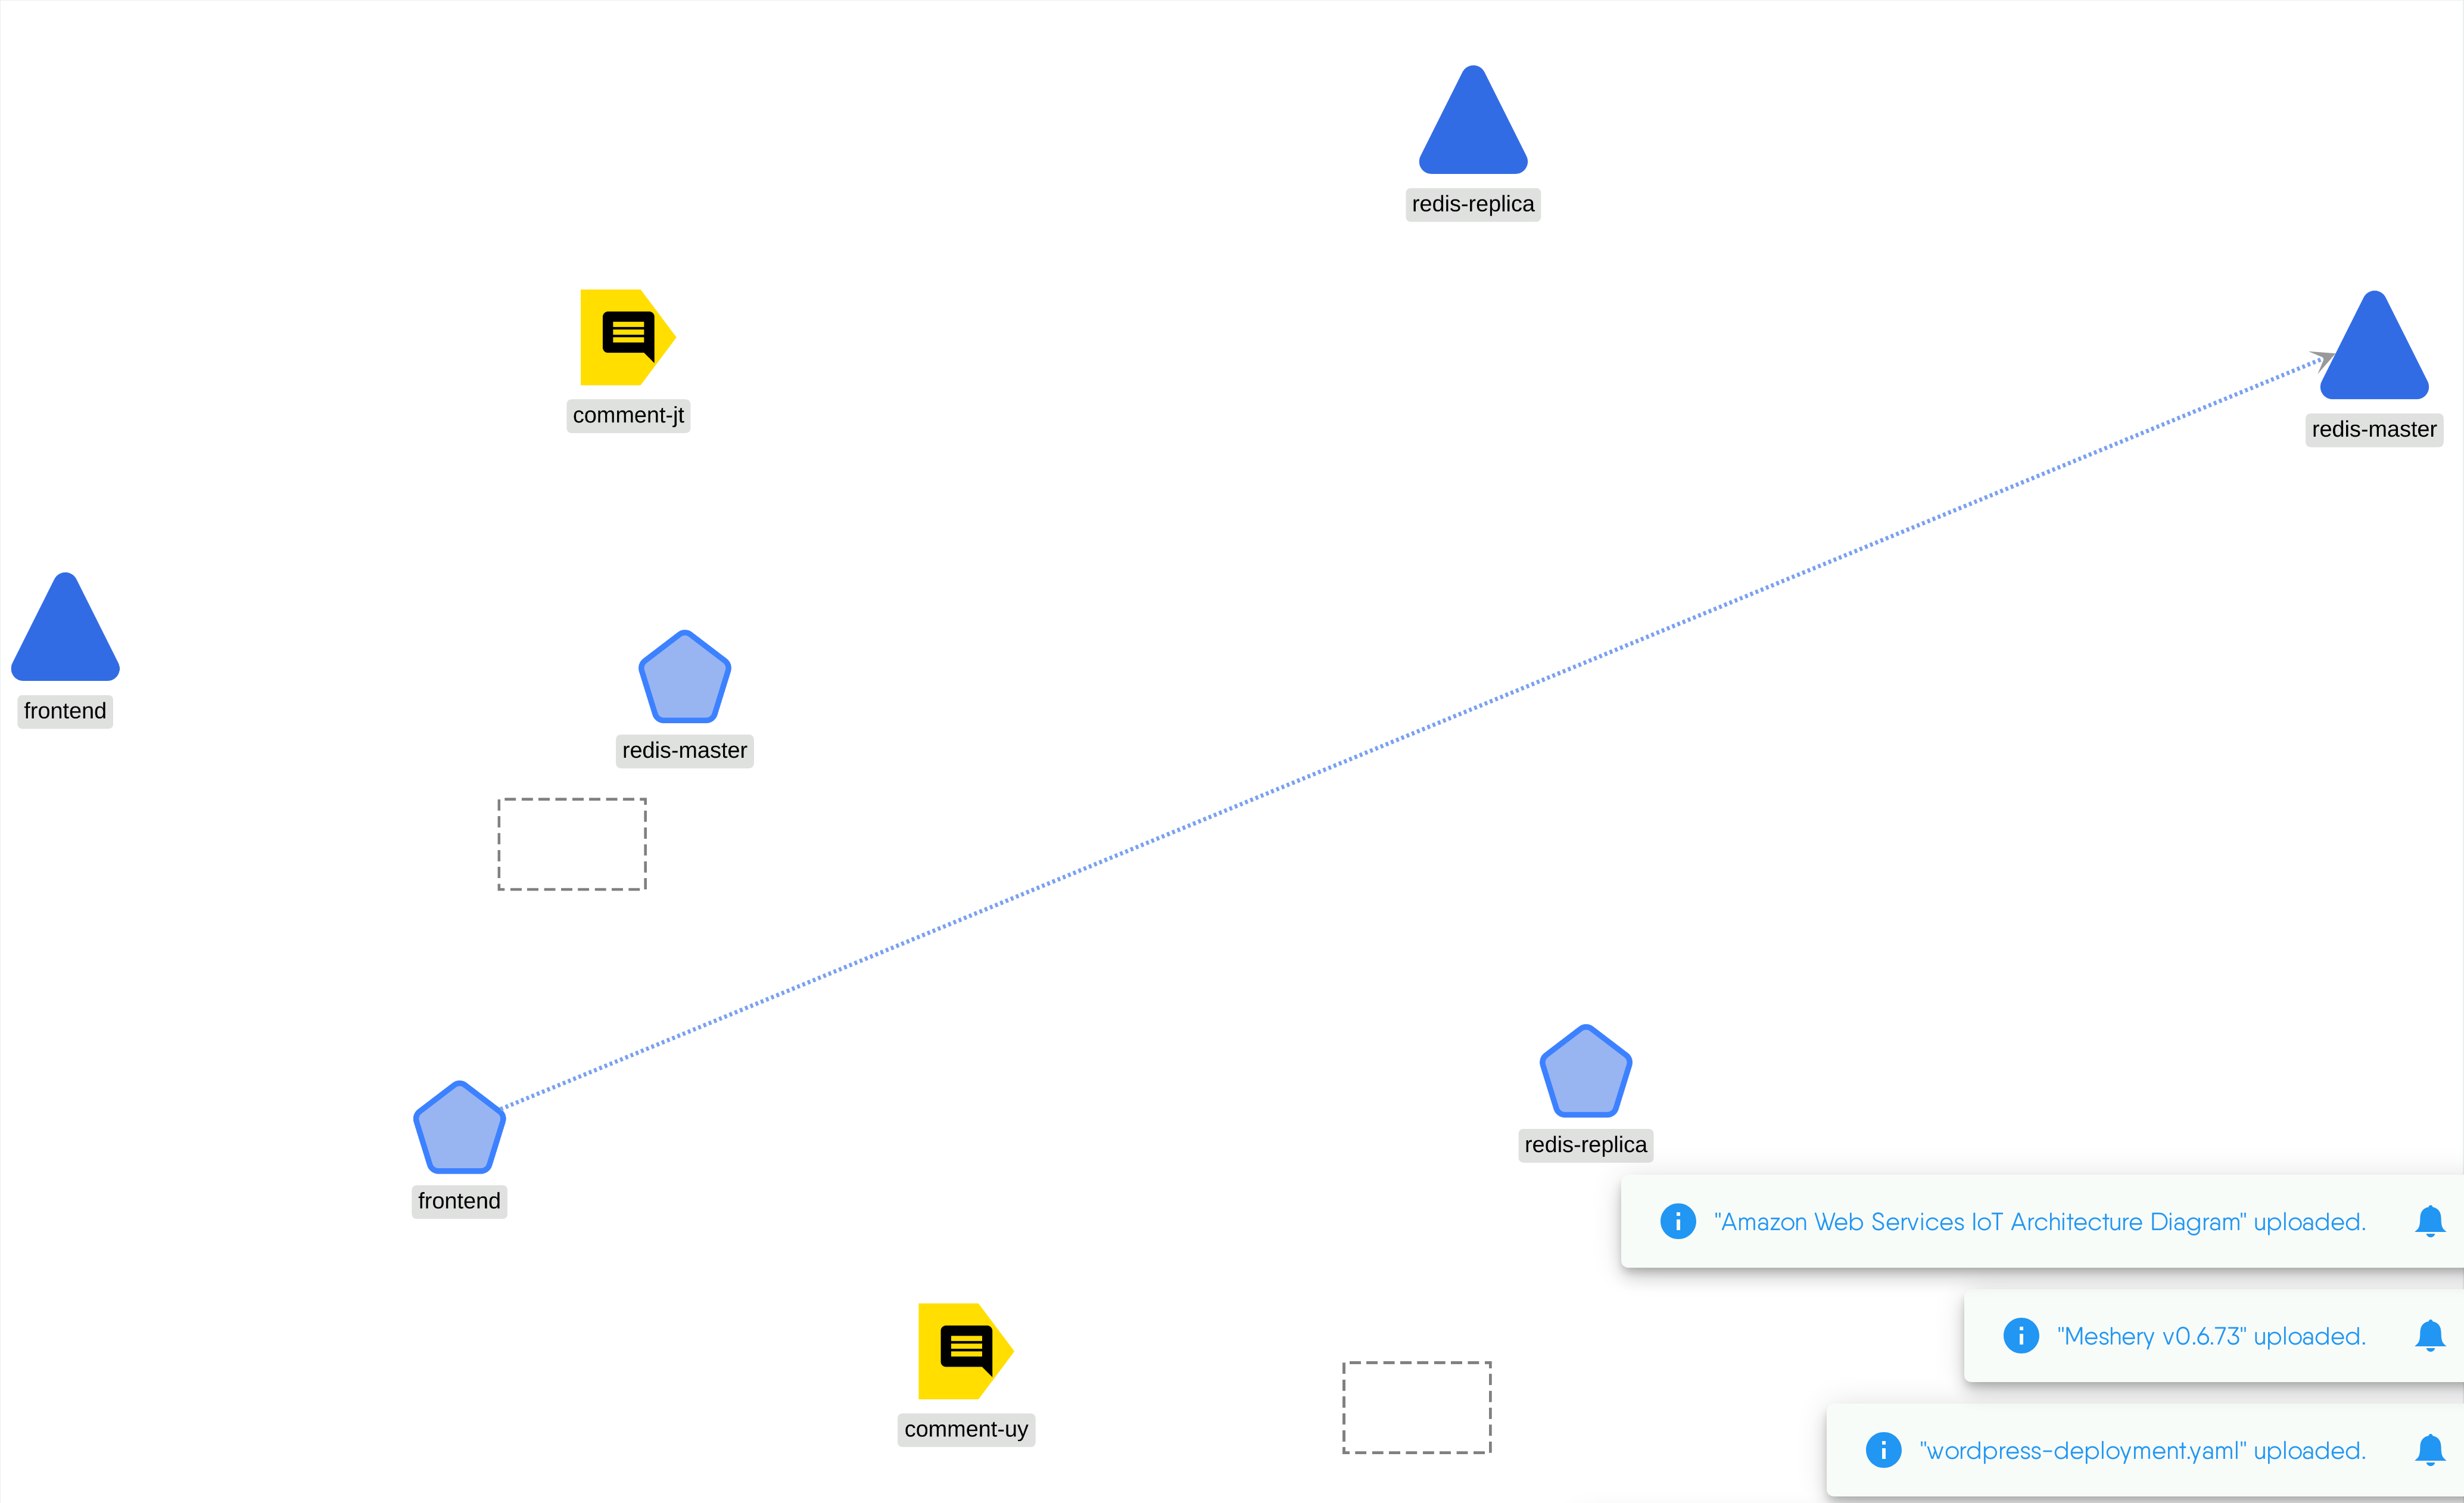 redis-replica
comment-jt
redis-master
frontend
redis-master
redis-replica
frontend
"Amazon Web Services IoT Architecture Diagram" uploaded.
"Meshery v0.6.73" uploaded.
comment-uy
"wordpress-deployment.yaml" uploaded.